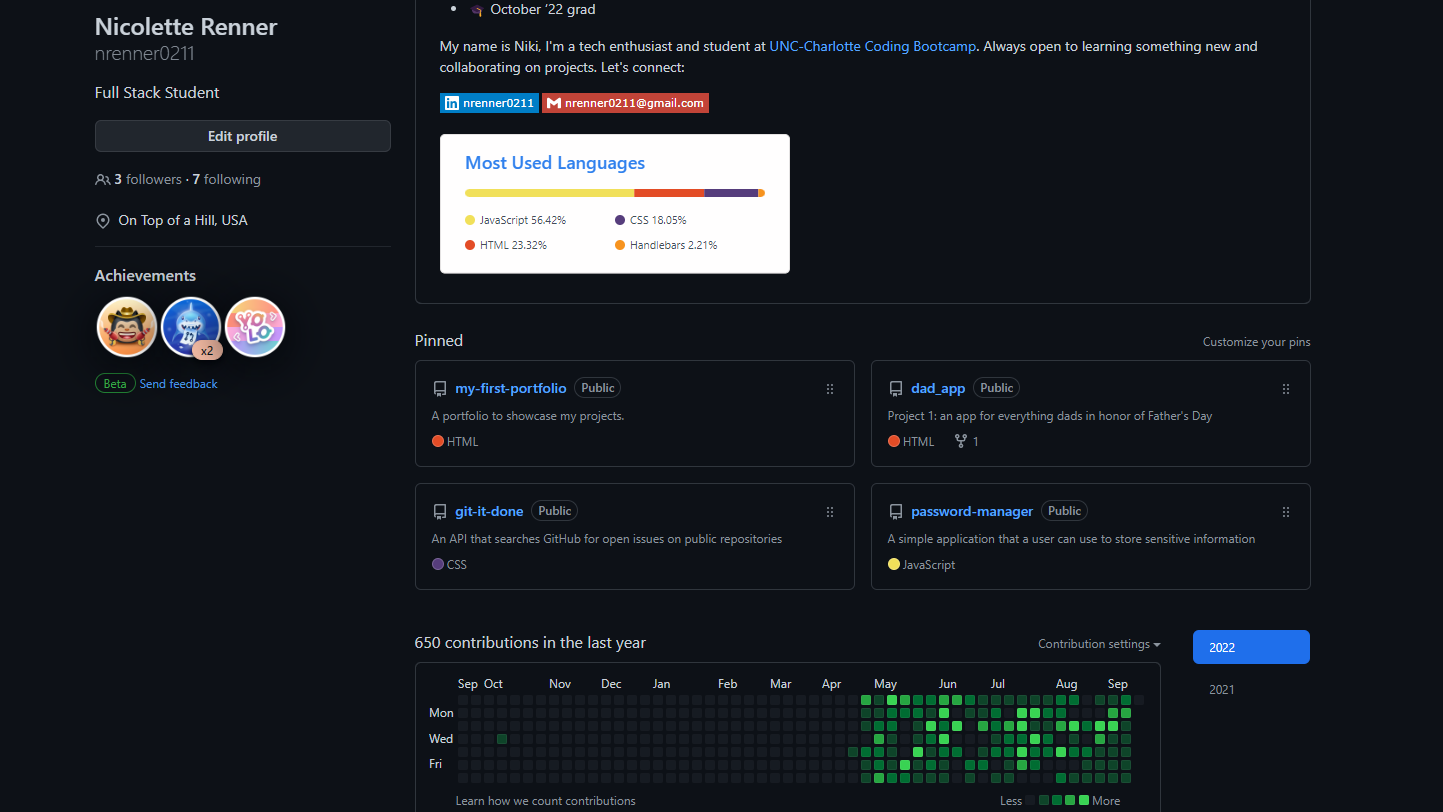 Nicolette Renner
nrenner0211
Full Stack Student
Edit profile
3 followers · 7 following
On Top of a Hill, USA
Achievements
YOLO
x2
Beta Send feedback
October ‘22 grad
My name is Niki, I'm a tech enthusiast and student at UNC-Charlotte Coding Bootcamp. Always open to learning something new and
collaborating on projects. Let's connect:
in nrenner0211 nrenner0211@gmail.com
Most Used Languages
JavaScript 56.42% CSS 18.05%
HTML 23.32% Handlebars 2.21%
Pinned Customize your pins
my-first-portfolio Public
A portfolio to showcase my projects.
HTML
dad_app Public
Project 1: an app for everything dads in honor of Father's Day
HTML 1
git-it-done Public
An API that searches GitHub for open issues on public repositories
CSS
password-manager Public
A simple application that a user can use to store sensitive information
JavaScript
650 contributions in the last year Contribution settings
2022
2021
Sep Oct Nov Dec Jan Feb Mar Apr May Jun Jul Aug Sep
Mon
Wed
Fri
Learn how we count contributions Less More